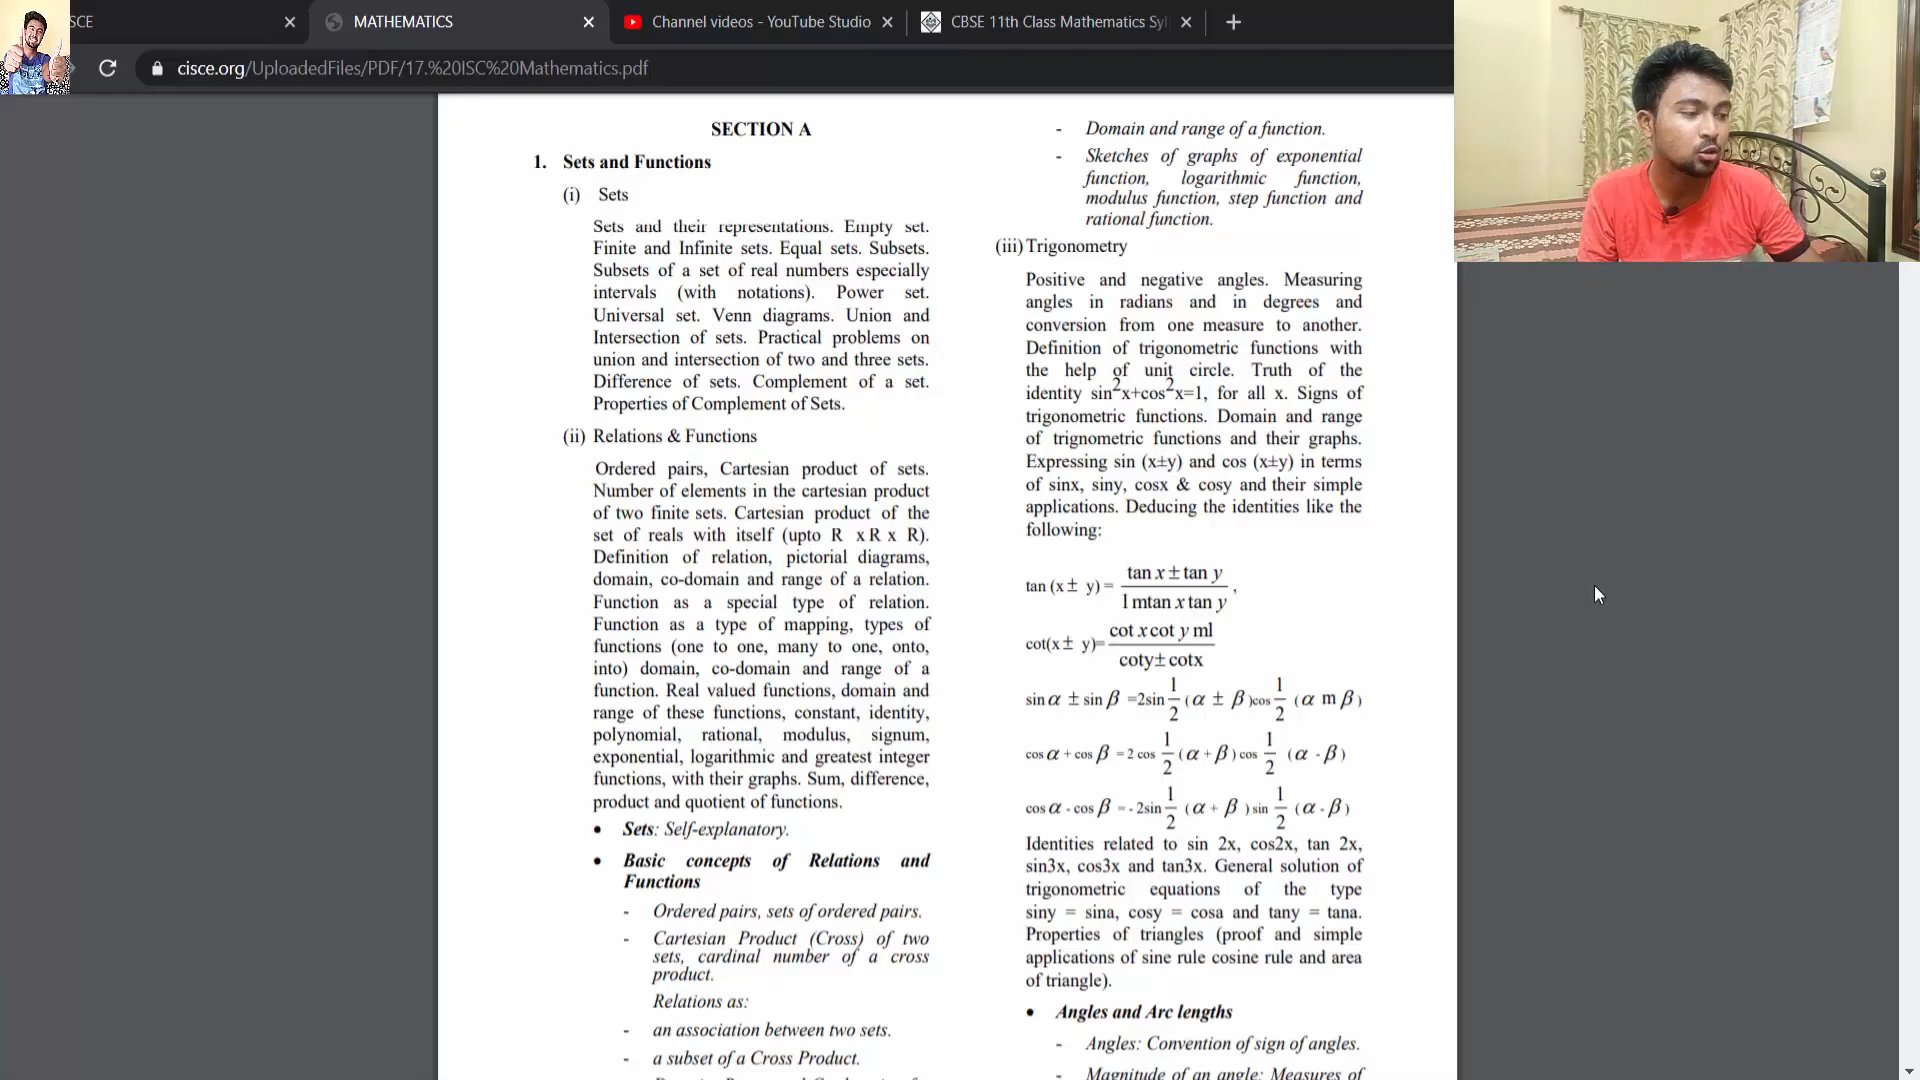 SCE
MATHEMATICS
Channel videos - YouTube Studio
CBSE 11th Class Mathematics Syl
cisce.org/UploadedFiles/PDF/17.%20ISC%20Mathematics.pdf
SECTION A
1. Sets and Functions
(i) Sets
Sets and their representations. Empty set.
Finite and Infinite sets. Equal sets. Subsets.
Subsets of a set of real numbers especially
intervals (with notations). Power set.
Universal set. Venn diagrams. Union and
Intersection of sets. Practical problems on
union and intersection of two and three sets.
Difference of sets. Complement of a set.
Properties of Complement of Sets.
(ii) Relations & Functions
Ordered pairs, Cartesian product of sets.
Number of elements in the cartesian product
of two finite sets. Cartesian product of the
set of reals with itself (upto R x R x R).
Definition of relation, pictorial diagrams,
domain, co-domain and range of a relation.
Function as a special type of relation.
Function as a type of mapping, types of
functions (one to one, many to one, onto,
into) domain, co-domain and range of a
function. Real valued functions, domain and
range of these functions, constant, identity,
polynomial, rational, modulus, signum,
exponential, logarithmic and greatest integer
functions, with their graphs. Sum, difference,
product and quotient of functions.
• Sets: Self-explanatory.
• Basic concepts of Relations and
Functions
- Ordered pairs, sets of ordered pairs.
- Cartesian Product (Cross) of two
sets, cardinal number of a cross
product.
Relations as:
- an association between two sets.
- a subset of a Cross Product.
- Domain and range of a function.
- Sketches of graphs of exponential
function, logarithmic function,
modulus function, step function and
rational function.
(iii) Trigonometry
Positive and negative angles. Measuring
angles in radians and in degrees and
conversion from one measure to another.
Definition of trigonometric functions with
the help of unit circle. Truth of the
identity sin²x+cos²x=1, for all x. Signs of
trigonometric functions. Domain and range
of trignometric functions and their graphs.
Expressing sin (x±y) and cos (x±y) in terms
of sinx, siny, cosx & cosy and their simple
applications. Deducing the identities like the
following:
tan (x ± y) = tan x ± tan y / 1 m tan x tan y ,
cot(x ± y)= cot x cot y m1 / coty ± cotx
sin α ± sin β =2sin 1/2 (α ± β )cos 1/2 (α m β)
cos α + cos β = 2 cos 1/2 (α + β ) cos 1/2 (α - β)
cos α - cos β = - 2sin 1/2 (α + β ) sin 1/2 (α - β)
Identities related to sin 2x, cos2x, tan 2x,
sin3x, cos3x and tan3x. General solution of
trigonometric equations of the type
siny = sina, cosy = cosa and tany = tana.
Properties of triangles (proof and simple
applications of sine rule cosine rule and area
of triangle).
• Angles and Arc lengths
- Angles: Convention of sign of angles.
- Magnitude of an angle: Measures of